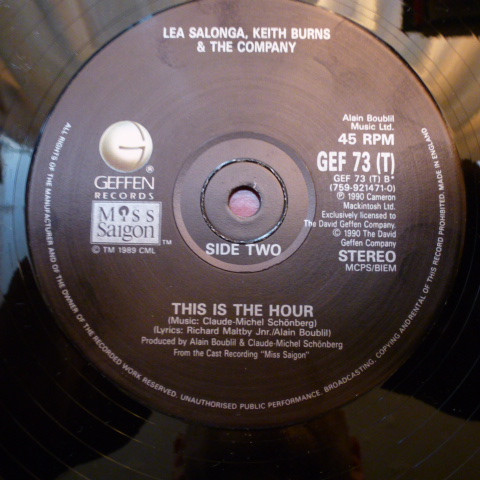 LEA SALONGA, KEITH BURNS
& THE COMPANY
Alain Boublil
Music Ltd.
45 RPM
GEF 73 (T)
GEF 73 (T) B*
(759-921471-0)
Ⓟ 1990 Cameron
Mackintosh Ltd.
Exclusively licensed to
The David Geffen Company.
© 1990 The David
Geffen Company
STEREO
MCPS/BIEM
G
®
GEFFEN
RECORDS
Miss
Saigon
TM
© TM 1989 CML
SIDE TWO
THIS IS THE HOUR
(Music: Claude-Michel Schönberg)
(Lyrics: Richard Maltby Jnr./Alain Boublil)
Produced by Alain Boublil & Claude-Michel Schönberg
From the Cast Recording "Miss Saigon"
ALL RIGHTS OF THE MANUFACTURER AND OF THE OWNER OF THE RECORDED WORK RESERVED. UNAUTHORISED PUBLIC PERFORMANCE, BROADCASTING, COPYING AND RENTAL OF THIS RECORD PROHIBITED. MADE IN ENGLAND